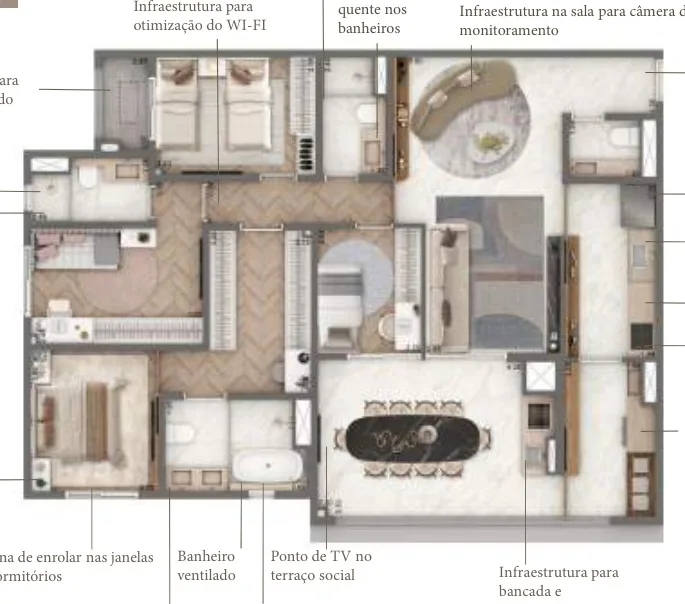 Infraestrutura para
otimização do WI-FI
quente nos
banheiros
Infraestrutura na sala para câmera d
monitoramento
ara
do
na de enrolar nas janelas
ormitórios
Banheiro
ventilado
Ponto de TV no
terraço social
Infraestrutura para
bancada e